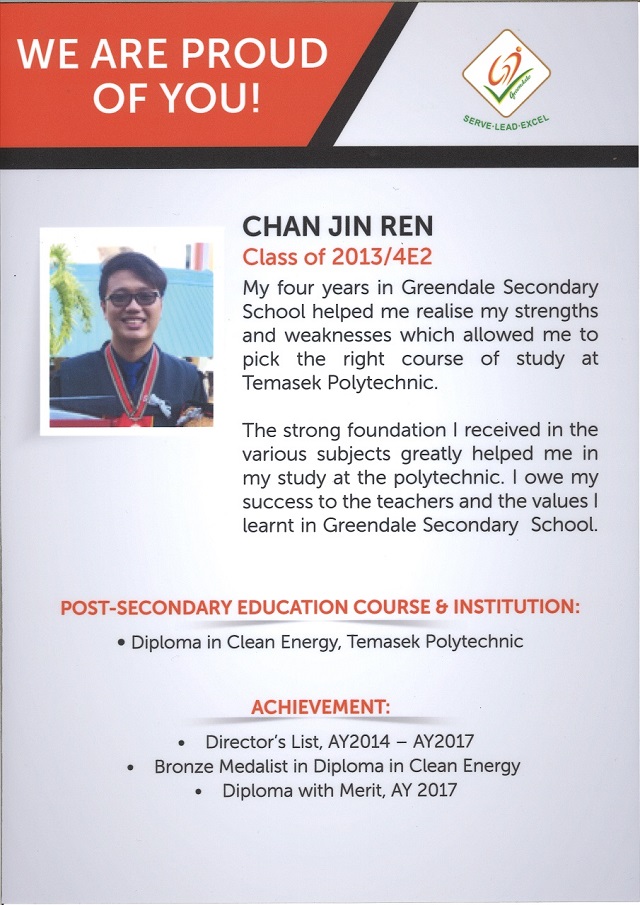 WE ARE PROUD
OF YOU!
Greendale
SERVE•LEAD•EXCEL
CHAN JIN REN
Class of 2013/4E2
My four years in Greendale Secondary
School helped me realise my strengths
and weaknesses which allowed me to
pick the right course of study at
Temasek Polytechnic.
The strong foundation I received in the
various subjects greatly helped me in
my study at the polytechnic. I owe my
success to the teachers and the values I
learnt in Greendale Secondary School.
POST-SECONDARY EDUCATION COURSE & INSTITUTION:
• Diploma in Clean Energy, Temasek Polytechnic
ACHIEVEMENT:
• Director's List, AY2014 – AY2017
• Bronze Medalist in Diploma in Clean Energy
• Diploma with Merit, AY 2017